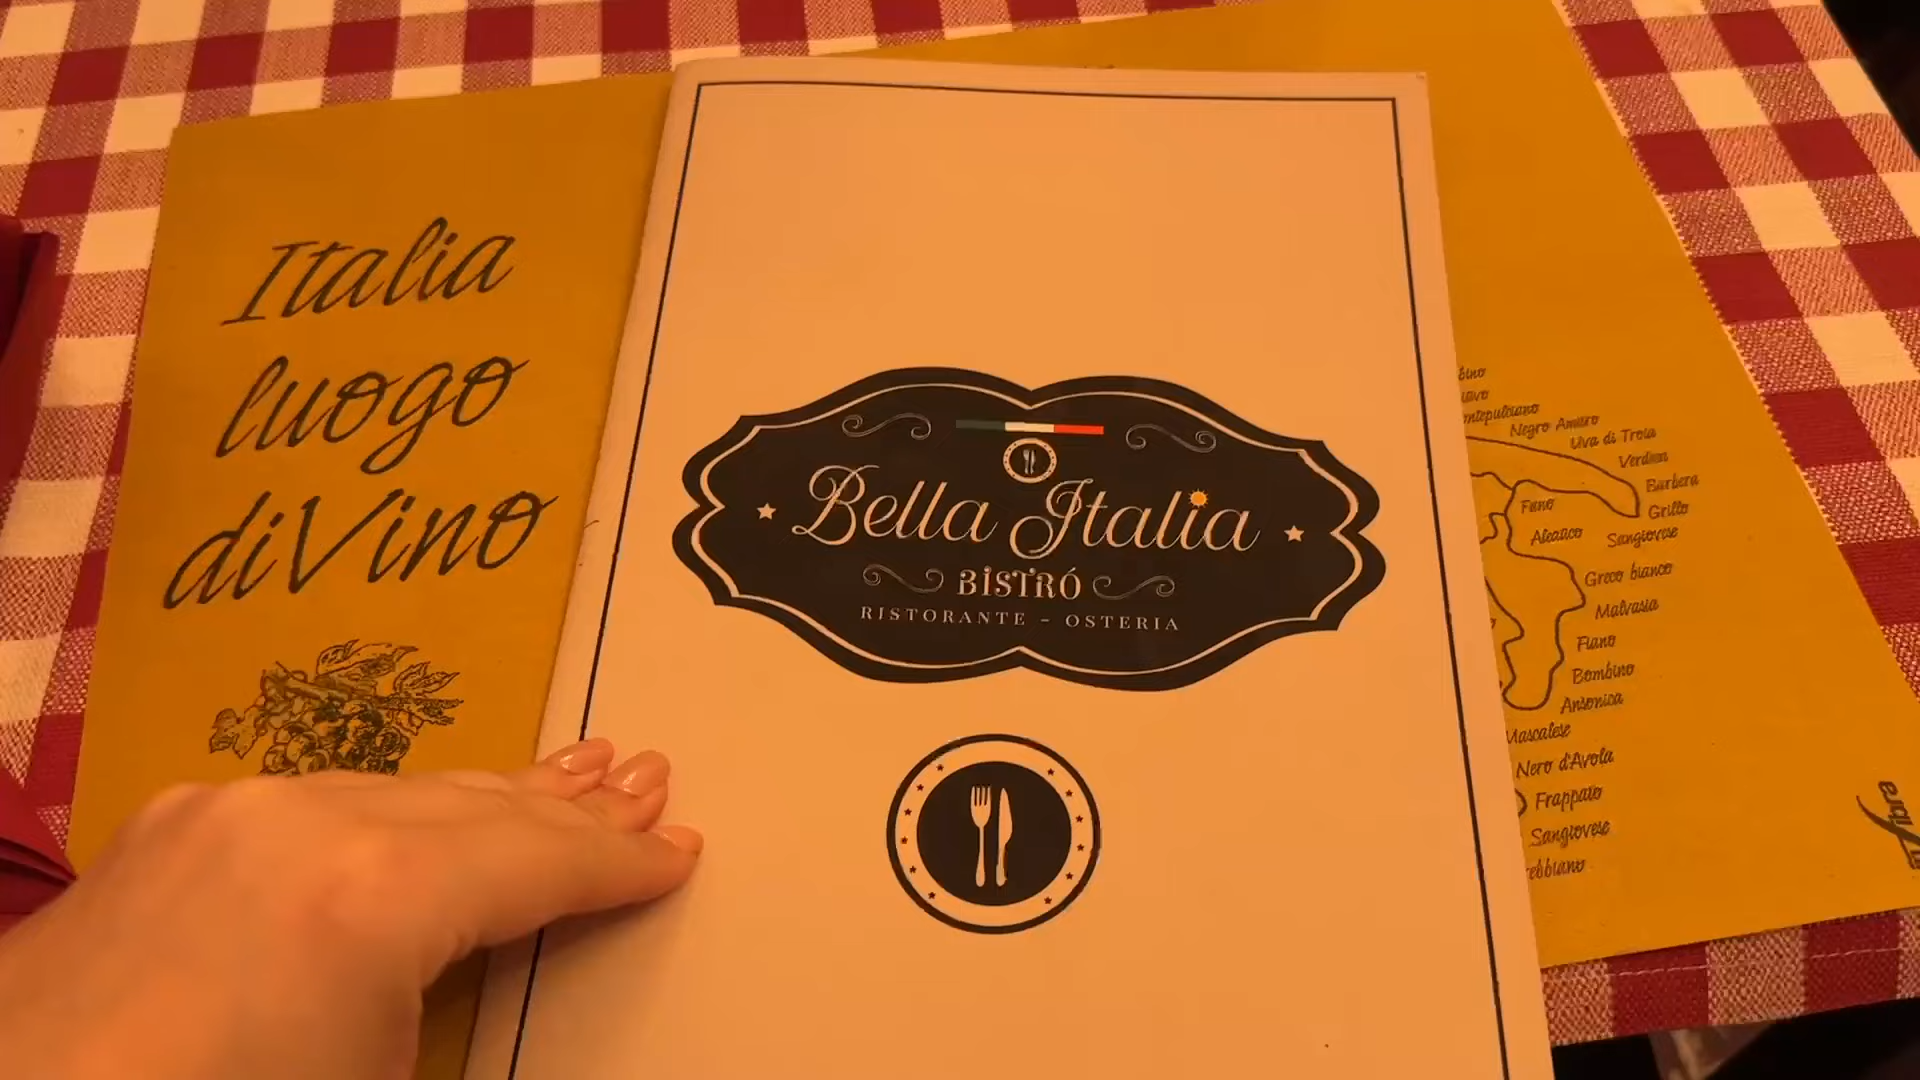 Italia
luogo
diVino
Bella Italia
BISTRÓ
RISTORANTE - OSTERIA
Negro Amaro
Uva di Troia
Verdeca
Barbera
Grillo
Fiano
Aleatico
Sangiovese
Greco bianco
Malvasia
Fiano
Bombino
Ansonica
Nero d'Avola
Frappato
Sangiovese